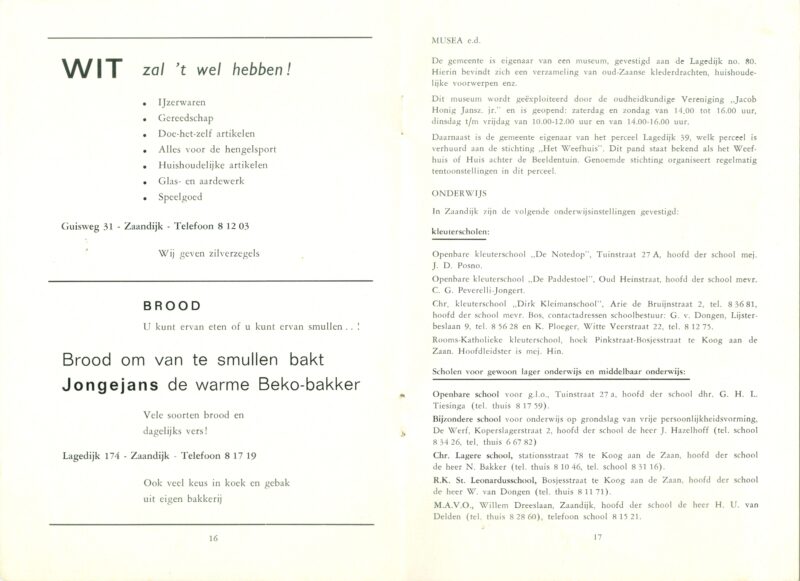 WIT zal 't wel hebben!
• IJzerwaren
• Gereedschap
• Doe-het-zelf artikelen
• Alles voor de hengelsport
• Huishoudelijke artikelen
• Glas- en aardewerk
• Speelgoed
Guisweg 31 - Zaandijk - Telefoon 8 12 03
Wij geven zilverzegels
BROOD
U kunt ervan eten of u kunt ervan smullen . . !
Brood om van te smullen bakt
Jongejans de warme Beko-bakker
Vele soorten brood en
dagelijks vers!
Lagedijk 174 - Zaandijk - Telefoon 8 17 19
Ook veel keus in koek en gebak
uit eigen bakkerij
16
MUSEA e.d.
De gemeente is eigenaar van een museum, gevestigd aan de Lagedijk no. 80.
Hierin bevindt zich een verzameling van oud-Zaanse klederdrachten, huishoude-
lijke voorwerpen enz.
Dit museum wordt geëxploiteerd door de oudheidkundige Vereniging „Jacob
Honig Jansz. jr." en is geopend: zaterdag en zondag van 14.00 tot 16.00 uur,
dinsdag t/m vrijdag van 10.00-12.00 uur en van 14.00-16.00 uur.
Daarnaast is de gemeente eigenaar van het perceel Lagedijk 39, welk perceel is
verhuurd aan de stichting „Het Weefhuis". Dit pand staat bekend als het Weef-
huis of Huis achter de Beeldentuin. Genoemde stichting organiseert regelmatig
tentoonstellingen in dit perceel.
ONDERWIJS
In Zaandijk zijn de volgende onderwijsinstellingen gevestigd:
kleuterscholen:
Openbare kleuterschool „De Notedop", Tuinstraat 27 A, hoofd der school mej.
J. D. Posno.
Openbare kleuterschool „De Paddestoel", Oud Heinstraat, hoofd der school mevr.
C. G. Peverelli-Jongert.
Chr, kleuterschool „Dirk Kleimanschool", Arie de Bruijnstraat 2, tel. 8 36 81,
hoofd der school mevr. Bos, contactadressen schoolbestuur: G. v. Dongen, Lijster-
beslaan 9, tel. 8 56 28 en K. Ploeger, Witte Veerstraat 22, tel. 8 12 75.
Rooms-Katholieke kleuterschool, hoek Pinkstraat-Bosjesstraat te Koog aan de
Zaan. Hoofdleidster is mej. Hin.
Scholen voor gewoon lager onderwijs en middelbaar onderwijs:
Openbare school voor g.l.o., Tuinstraat 27 a, hoofd der school dhr. G. H. L.
Tiesinga (tel. thuis 8 17 59).
Bijzondere school voor onderwijs op grondslag van vrije persoonlijkheidsvorming,
De Werf, Koperslagerstraat 2, hoofd der school de heer J. Hazelhoff (tel. school
8 34 26, tel, thuis 6 67 82)
Chr. Lagere school, stationsstraat 78 te Koog aan de Zaan, hoofd der school
de heer N. Bakker (tel. thuis 8 10 46, tel. school 8 31 16).
R.K. St. Leonardusschool, Bosjesstraat te Koog aan de Zaan, hoofd der school
de heer W. van Dongen (tel. thuis 8 11 71).
M.A.V.O., Willem Dreeslaan, Zaandijk, hoofd der school de heer H. U. van
Delden (tel. thuis 8 28 60), telefoon school 8 15 21.
17